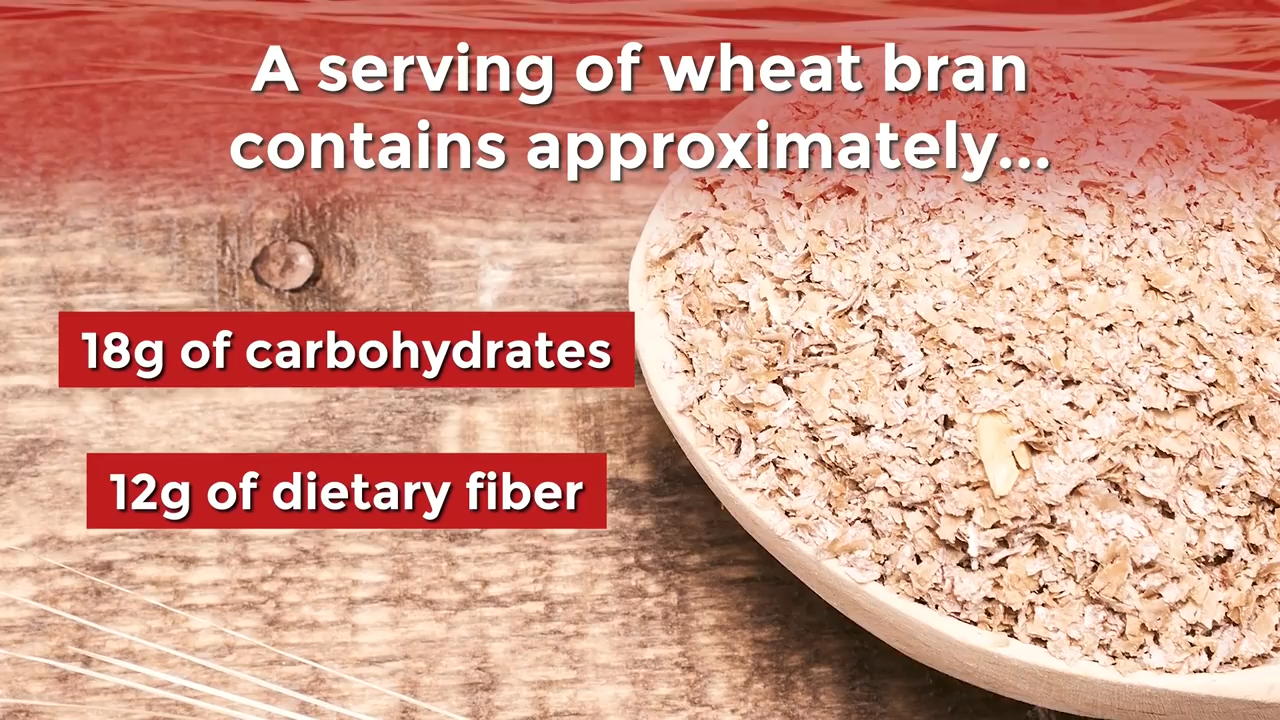 A serving of wheat bran
contains approximately...
18g of carbohydrates
12g of dietary fiber